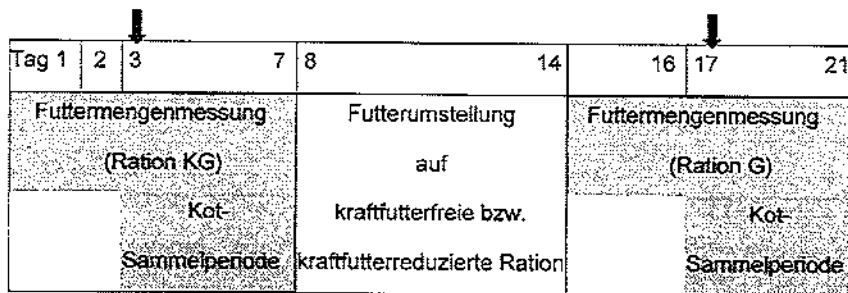 Tag 1 2 3 7 8 14 16 17 21
Futtermengenmessung Futterumstellung Futtermengenmessung
(Ration KG) auf (Ration G)
Kot- kraftfutterfreie bzw. Kot-
Sammelperiode kraftfutterreduzierte Ration Sammelperiode